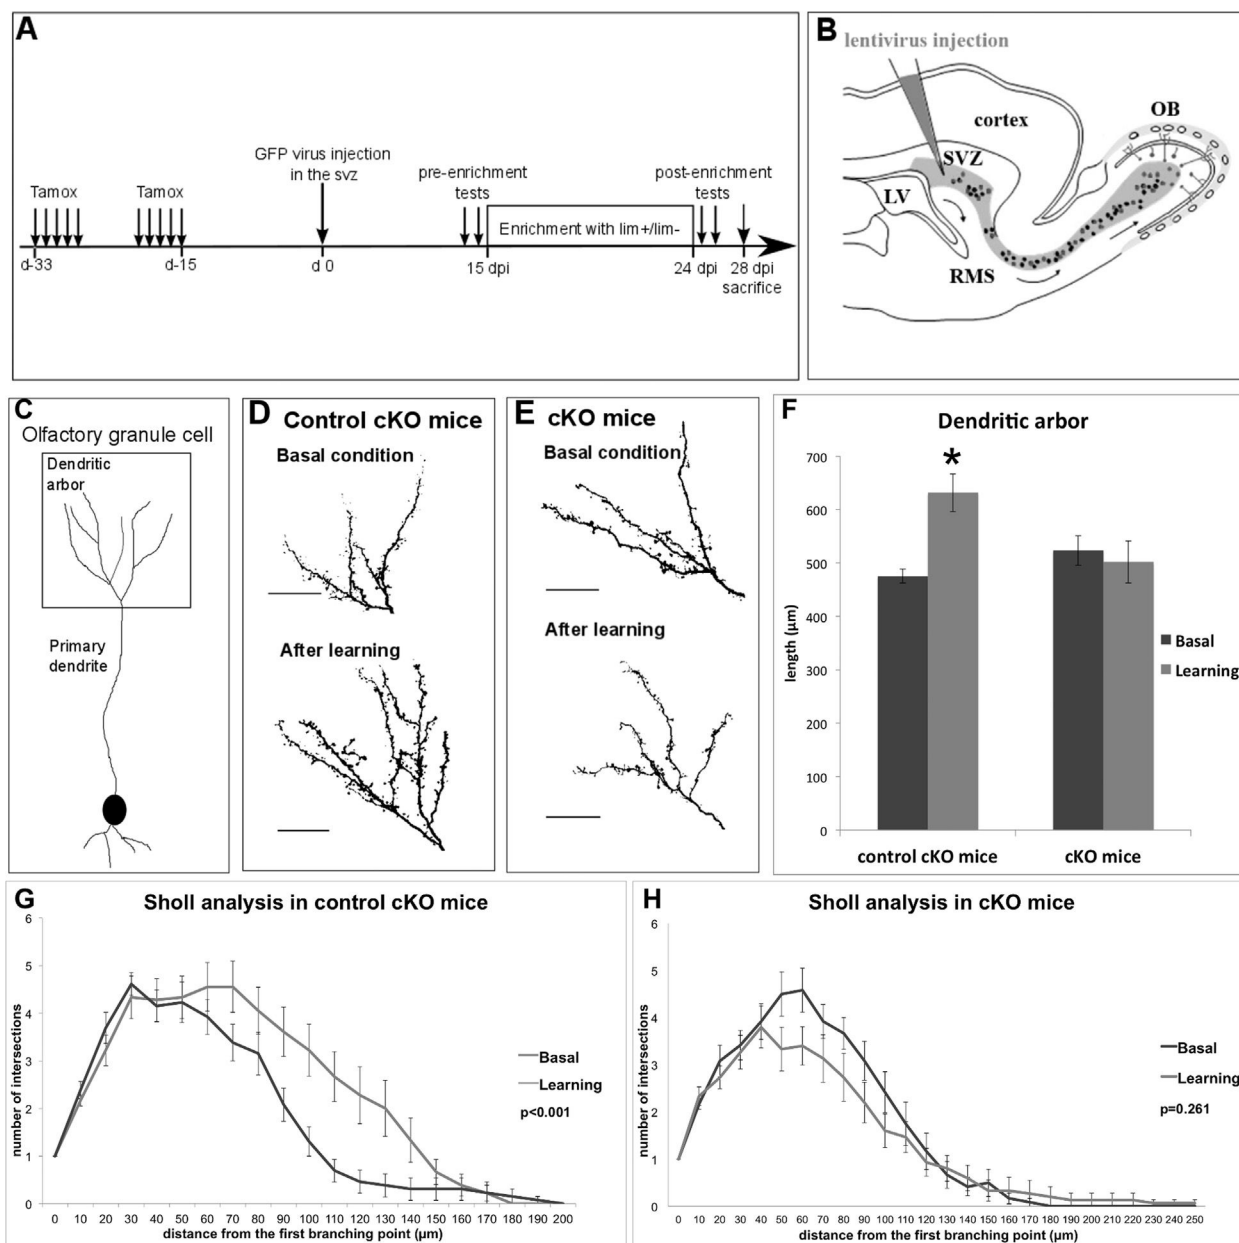 A
GFP virus injection
in the svz
Tamox
Tamox
pre-enrichment
tests
post-enrichment
tests
Enrichment with lim+/lim-
d-33
d-15
d 0
15 dpi
24 dpi
28 dpi
sacrifice
B
lentivirus injection
cortex
OB
SVZ
LV
RMS
C
Olfactory granule cell
Dendritic
arbor
Primary
dendrite
D
Control cKO mice
Basal condition
After learning
E
cKO mice
Basal condition
After learning
F
Dendritic arbor
length (µm)
700
600
500
400
300
200
100
0
*
Basal
Learning
control cKO mice
cKO mice
G
Sholl analysis in control cKO mice
number of intersections
6
5
4
3
2
1
0
Basal
Learning
p<0.001
0 10 20 30 40 50 60 70 80 90 100 110 120 130 140 150 160 170 180 190 200
distance from the first branching point (µm)
H
Sholl analysis in cKO mice
number of intersections
6
5
4
3
2
1
0
Basal
Learning
p=0.261
0 10 20 30 40 50 60 70 80 90 100 110 120 130 140 150 160 170 180 190 200 210 220 230 240 250
distance from the first branching point (µm)